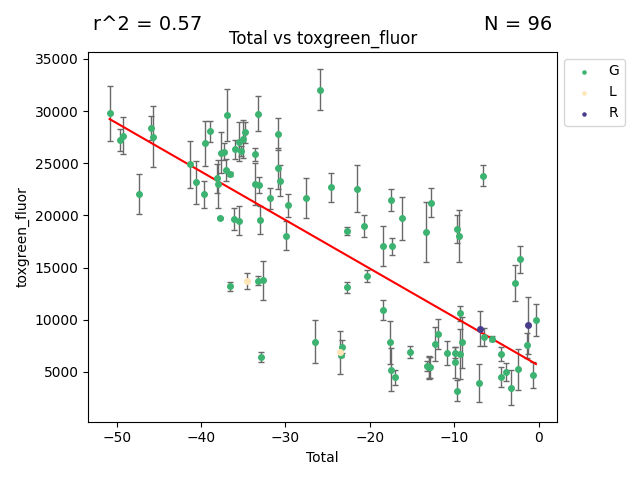 r^2 = 0.57
N = 96
Total vs toxgreen_fluor
35000
30000
25000
20000
15000
10000
5000
toxgreen_fluor
−50
−40
−30
−20
−10
0
Total
G
L
R